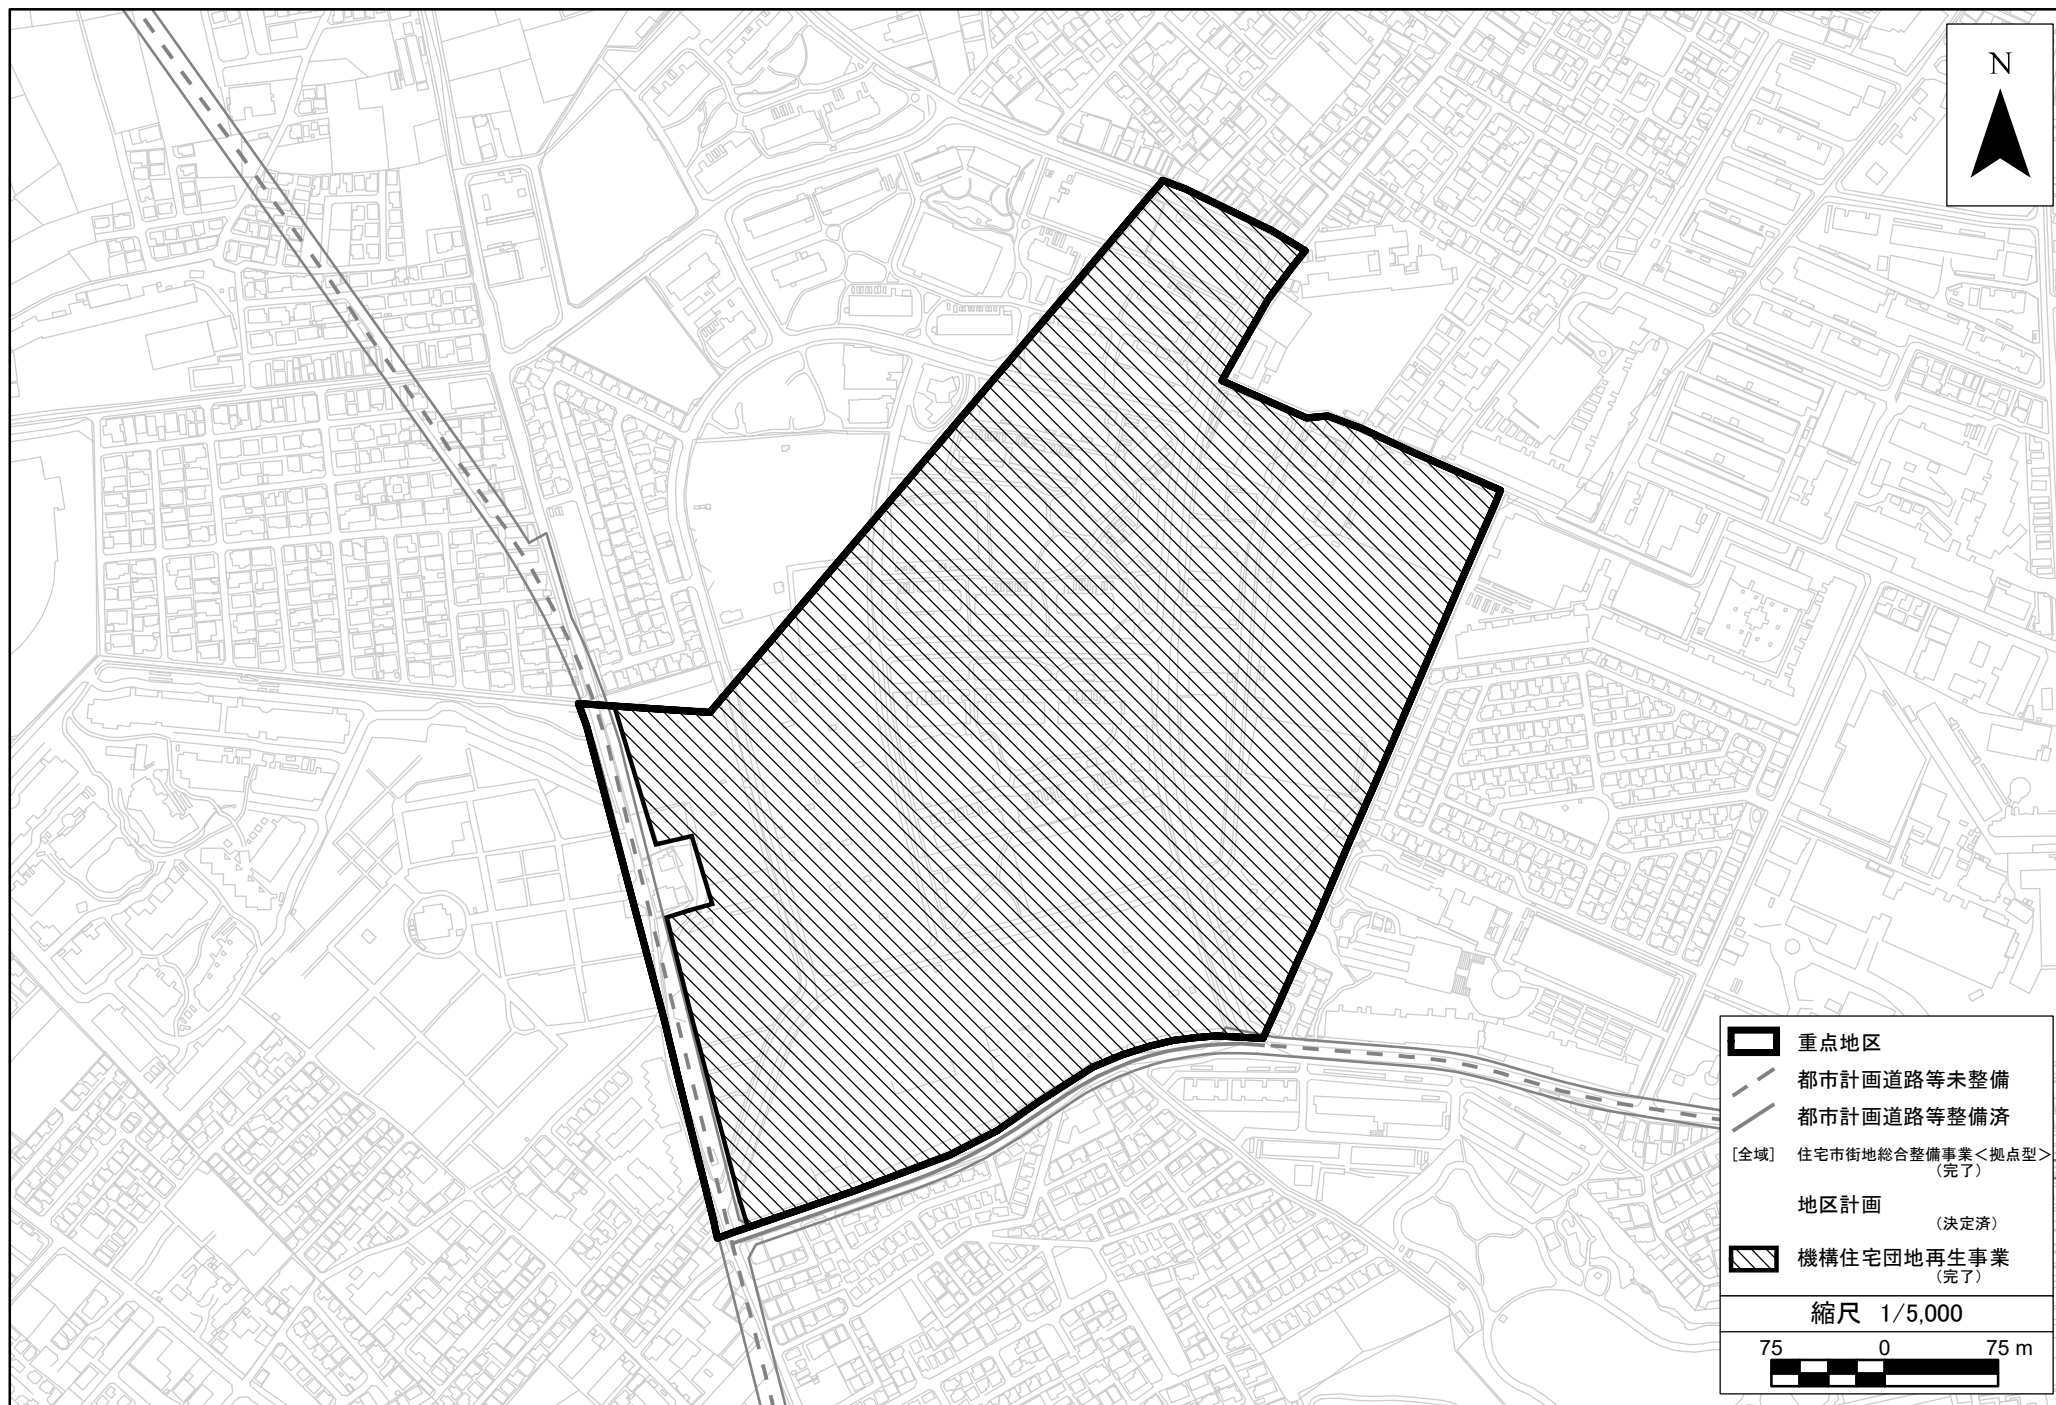 N
重点地区
都市計画道路等未整備
都市計画道路等整備済
[全域] 住宅市街地総合整備事業＜拠点型＞
（完了）
地区計画
（決定済）
機構住宅団地再生事業
（完了）
縮尺 1/5,000
75 0 75 m